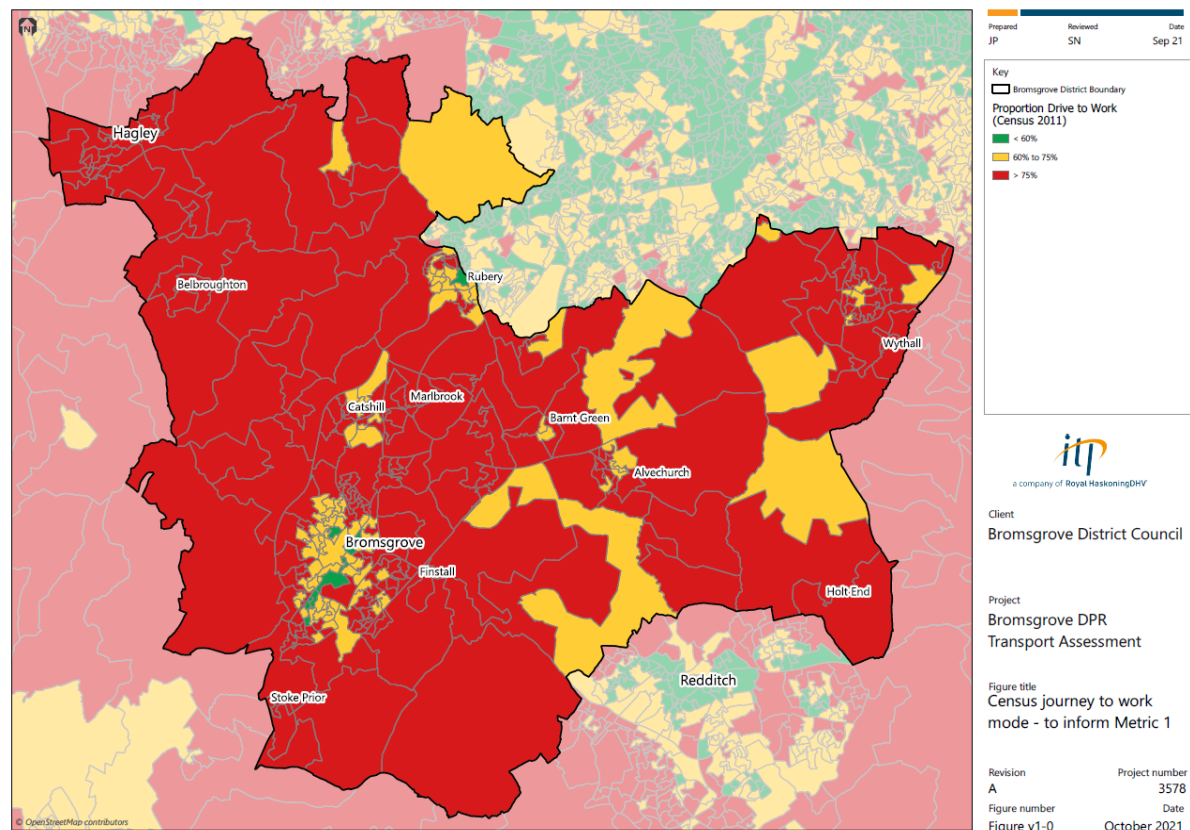 N
Hagley
Belbroughton
Rubery
Wythall
Catshill
Marlbrook
Barnt Green
Alvechurch
Bromsgrove
Finstall
Holt End
Stoke Prior
Redditch
© OpenStreetMap contributors
Prepared Reviewed Date
JP SN Sep 21
Key
Bromsgrove District Boundary
Proportion Drive to Work
(Census 2011)
< 60%
60% to 75%
> 75%
itp
a company of Royal HaskoningDHV
Client
Bromsgrove District Council
Project
Bromsgrove DPR
Transport Assessment
Figure title
Census journey to work
mode - to inform Metric 1
Revision Project number
A 3578
Figure number Date
Figure v1-0 October 2021